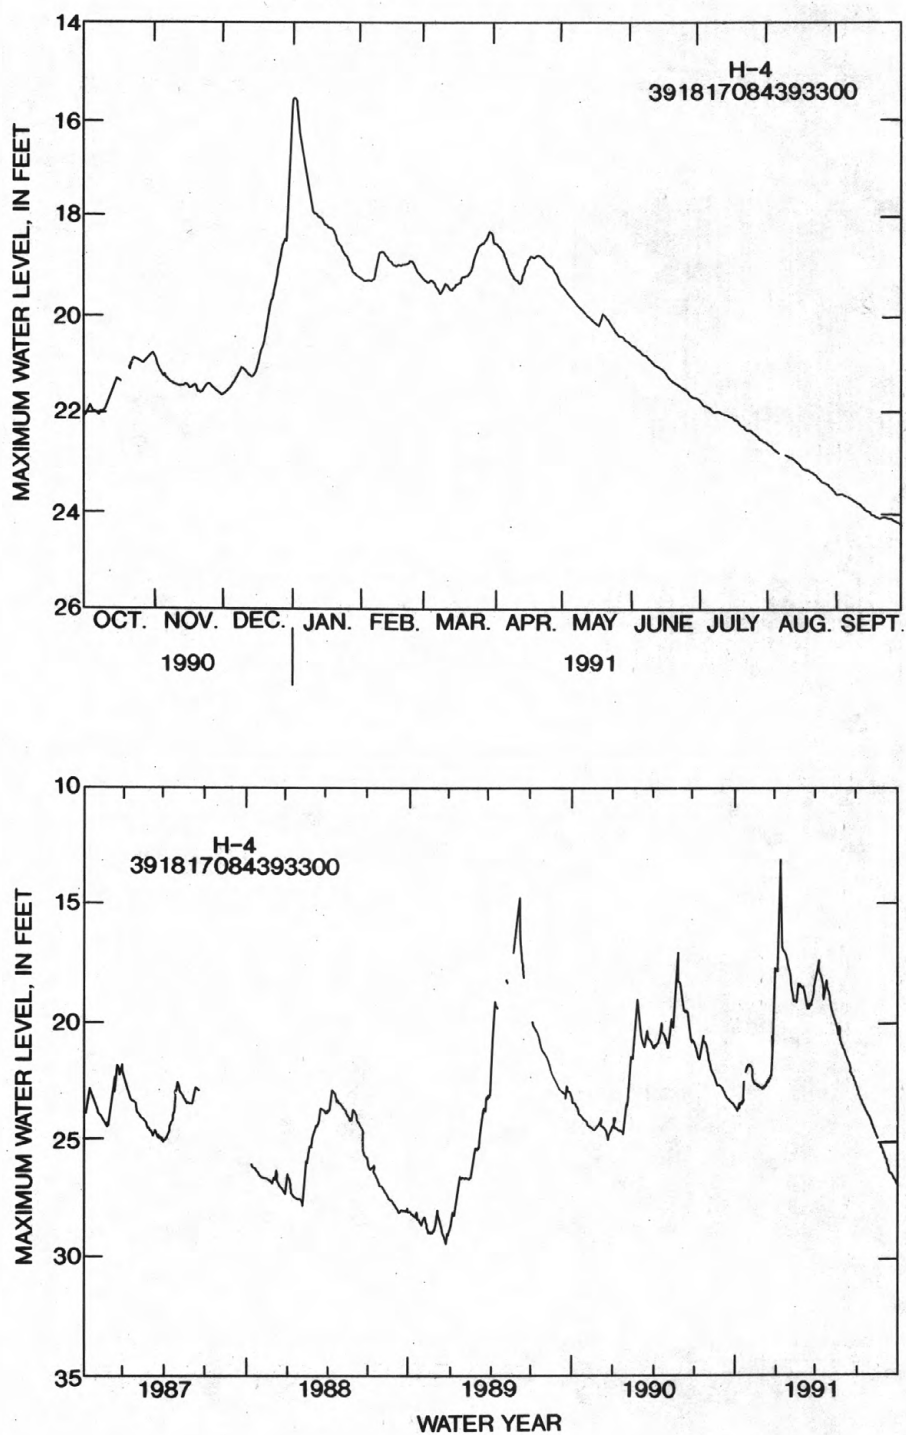 14
H-4
391817084393300
16
18
20
22
24
26
MAXIMUM WATER LEVEL, IN FEET
OCT. NOV. DEC. JAN. FEB. MAR. APR. MAY JUNE JULY AUG. SEPT.
1990 1991
10
H-4
391817084393300
15
20
25
30
35
MAXIMUM WATER LEVEL, IN FEET
1987 1988 1989 1990 1991
WATER YEAR